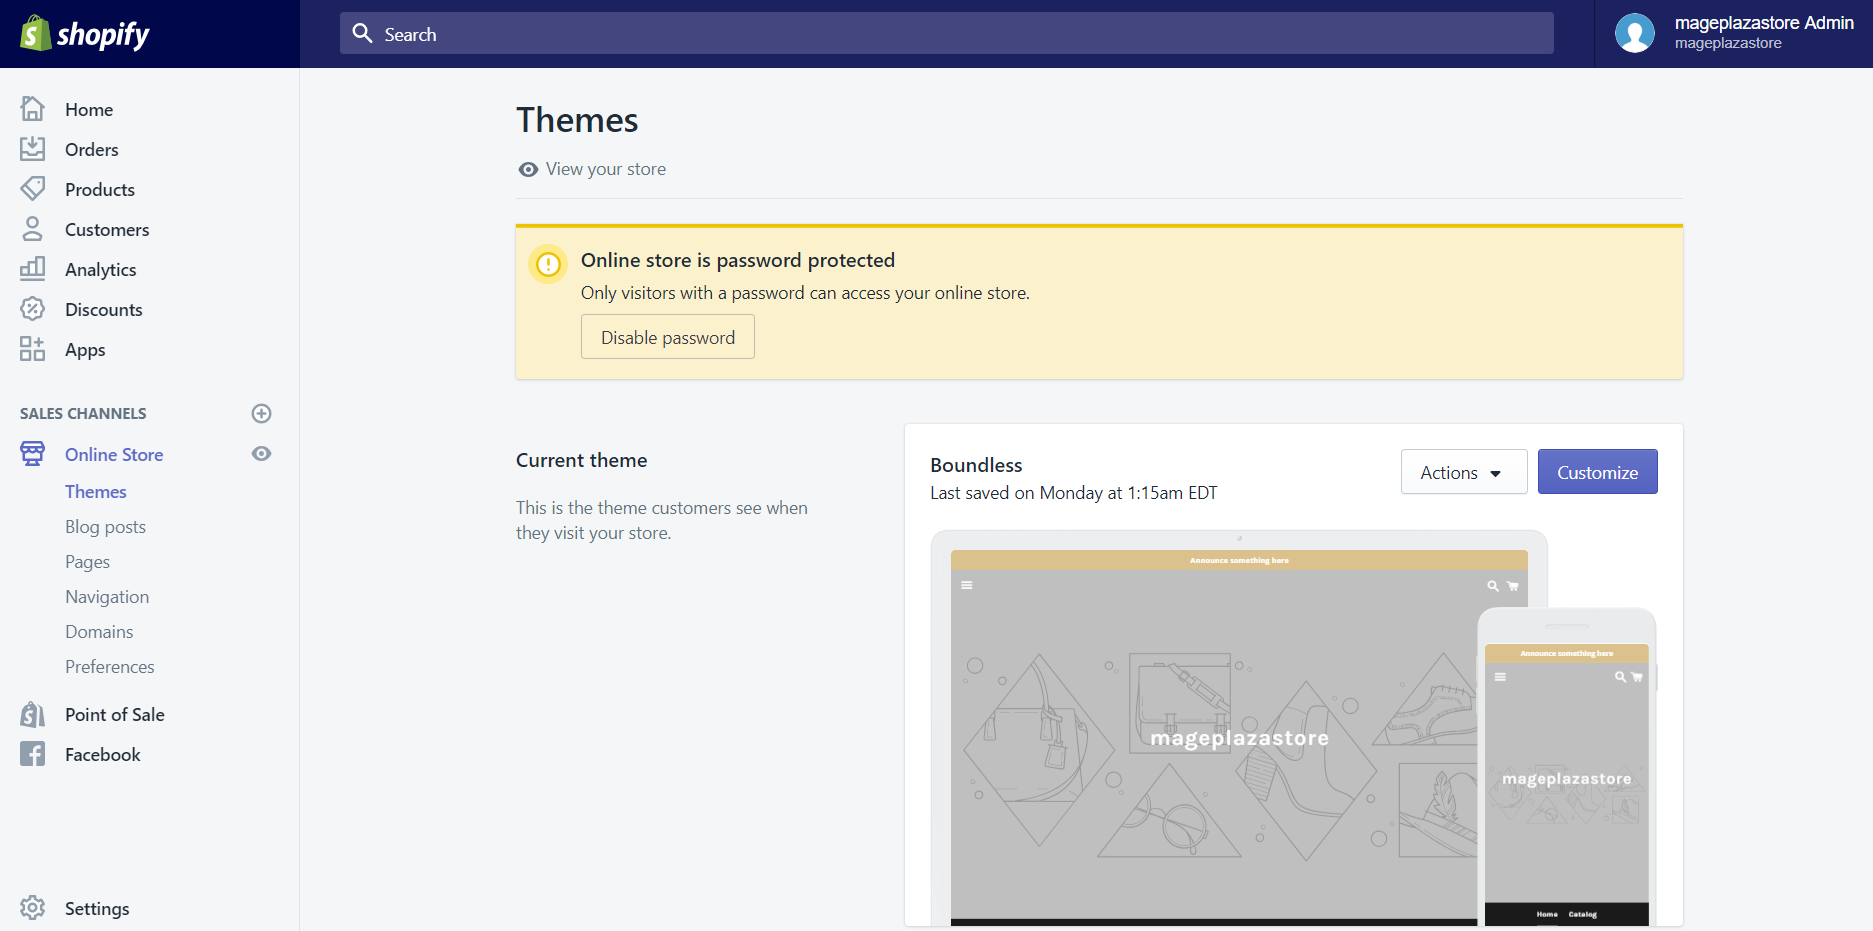 shopify
Search
mageplazastore Admin
mageplazastore
Home
Orders
Products
Customers
Analytics
Discounts
Apps
SALES CHANNELS
Online Store
Themes
Blog posts
Pages
Navigation
Domains
Preferences
Point of Sale
Facebook
Settings
Themes
View your store
Online store is password protected
Only visitors with a password can access your online store.
Disable password
Current theme
This is the theme customers see when
they visit your store.
Boundless
Last saved on Monday at 1:15am EDT
Actions
Customize
Announce something here
mageplazastore
Announce something here
mageplazastore
Home Catalog